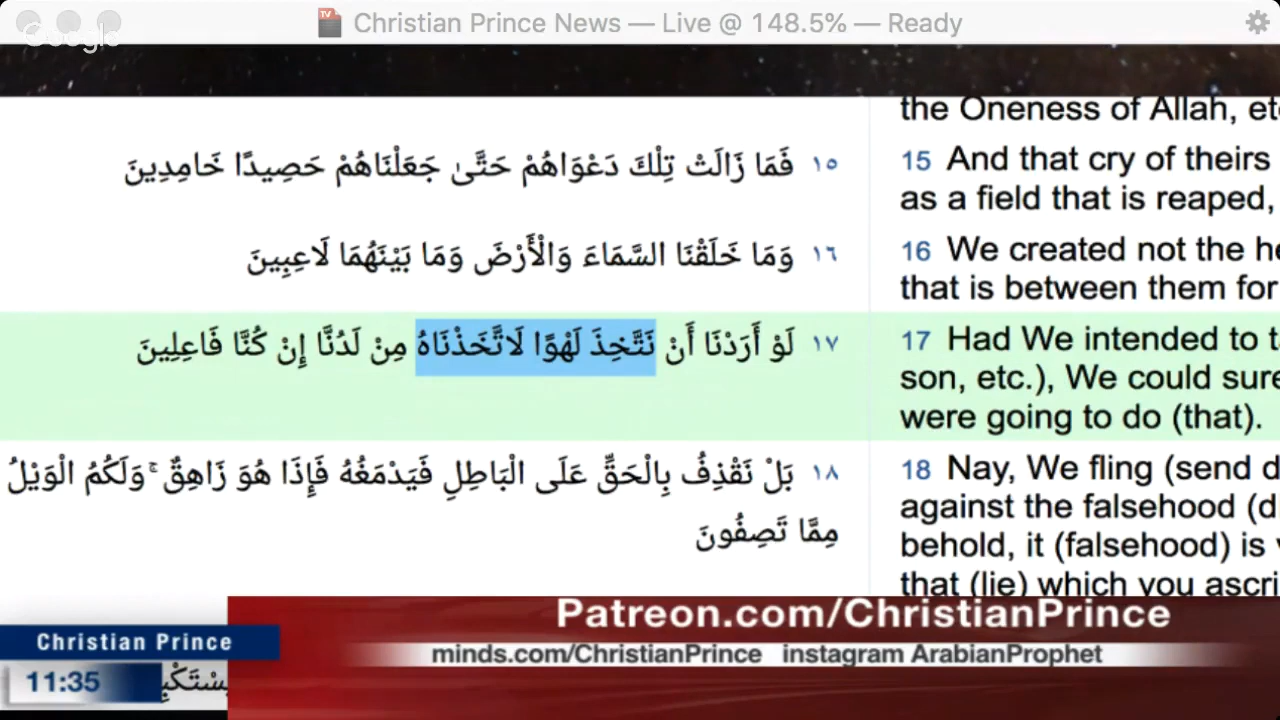 Christian Prince News — Live @ 148.5% — Ready
Google
the Oneness of Allah, etc
١٥ فَمَا زَالَتْ تِلْكَ دَعْوَاهُمْ حَتَّىٰ جَعَلْنَاهُمْ حَصِيدًا خَامِدِينَ
15 And that cry of theirs
as a field that is reaped,
١٦ وَمَا خَلَقْنَا السَّمَاءَ وَالْأَرْضَ وَمَا بَيْنَهُمَا لَاعِبِينَ
16 We created not the he
that is between them for
١٧ لَوْ أَرَدْنَا أَنْ نَتَّخِذَ لَهْوًا لَاتَّخَذْنَاهُ مِنْ لَدُنَّا إِنْ كُنَّا فَاعِلِينَ
17 Had We intended to ta
son, etc.), We could sure
were going to do (that).
١٨ بَلْ نَقْذِفُ بِالْحَقِّ عَلَى الْبَاطِلِ فَيَدْمَغُهُ فَإِذَا هُوَ زَاهِقٌ ۚ وَلَكُمُ الْوَيْلُ
مِمَّا تَصِفُونَ
18 Nay, We fling (send d
against the falsehood (d
behold, it (falsehood) is v
that (lie) which you ascri
Patreon.com/ChristianPrince
Christian Prince
minds.com/ChristianPrince instagram ArabianProphet
11:35